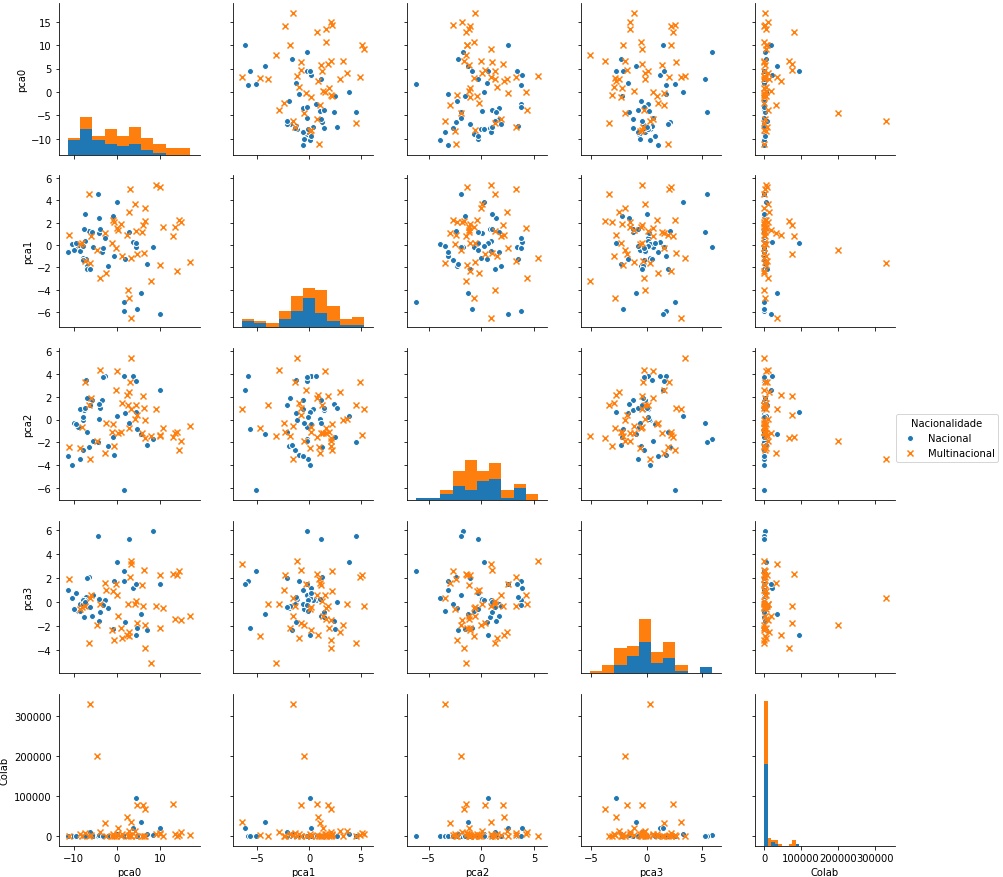 15
10
5
0
−5
−10
pca0
6
4
2
0
−2
−4
−6
pca1
6
4
2
0
−2
−4
−6
pca2
Nacionalidade
Nacional
Multinacional
6
4
2
0
−2
−4
pca3
300000
200000
100000
0
Colab
−10 0 10
pca0
−5 0 5
pca1
−5 0 5
pca2
−5 0 5
pca3
0 100000 200000 300000
Colab